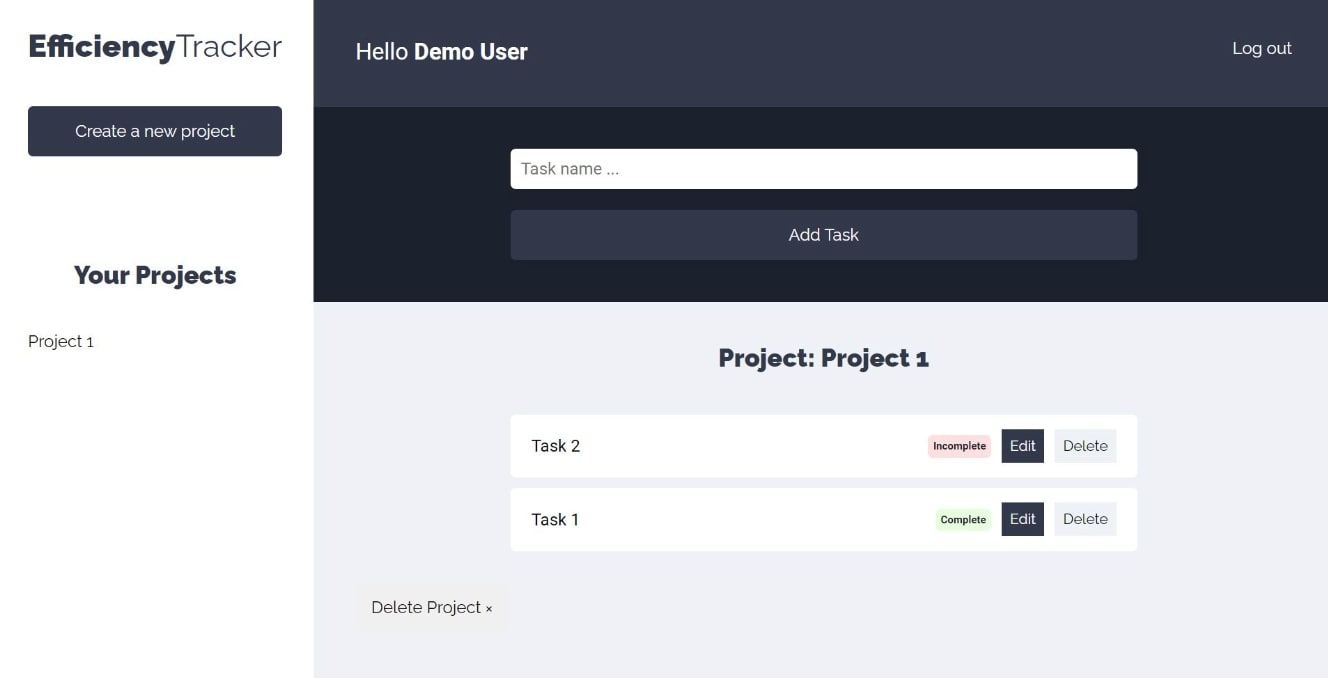 EfficiencyTracker
Create a new project
Your Projects
Project 1
Hello Demo User
Log out
Task name ...
Add Task
Project: Project 1
Task 2 Incomplete Edit Delete
Task 1 Complete Edit Delete
Delete Project ×